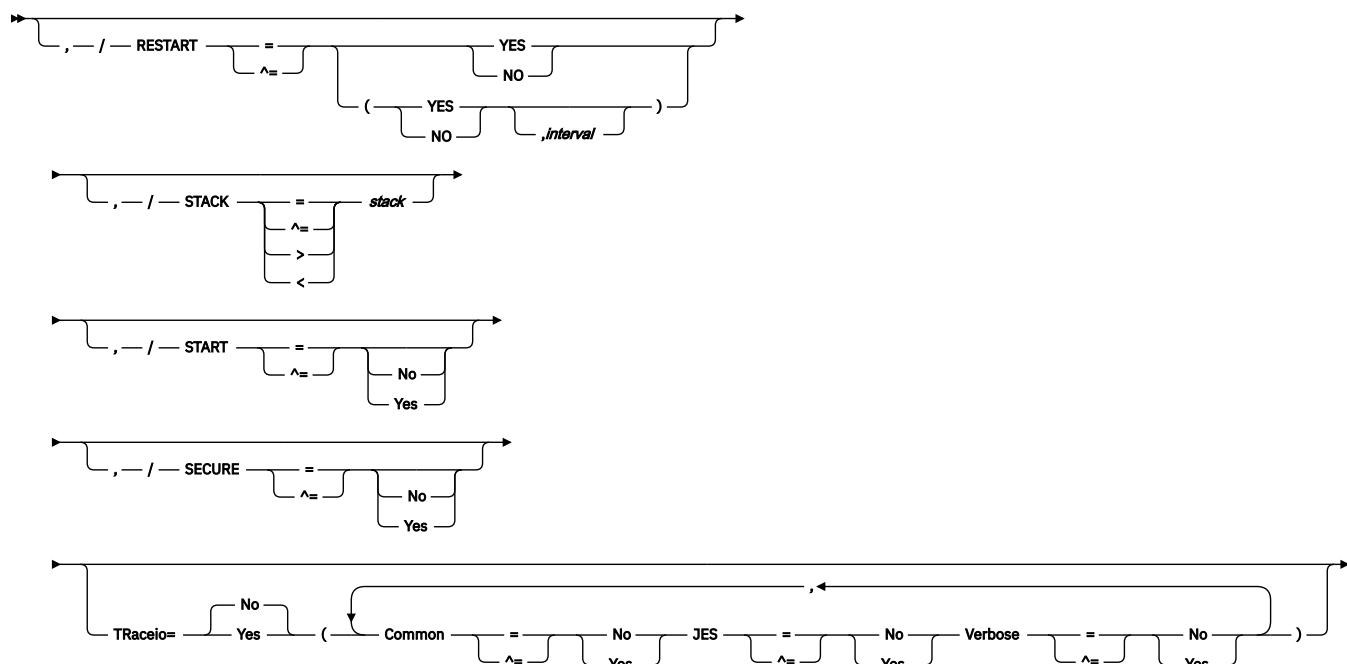 , / RESTART = YES
^= NO
( YES )
NO ,interval
, / STACK = stack
^=
>
<
, / START =
^= No
Yes
, / SECURE =
^= No
Yes
,
No
TRaceio= Yes ( Common = No JES = No Verbose = No )
^= Yes ^= Yes ^= Yes